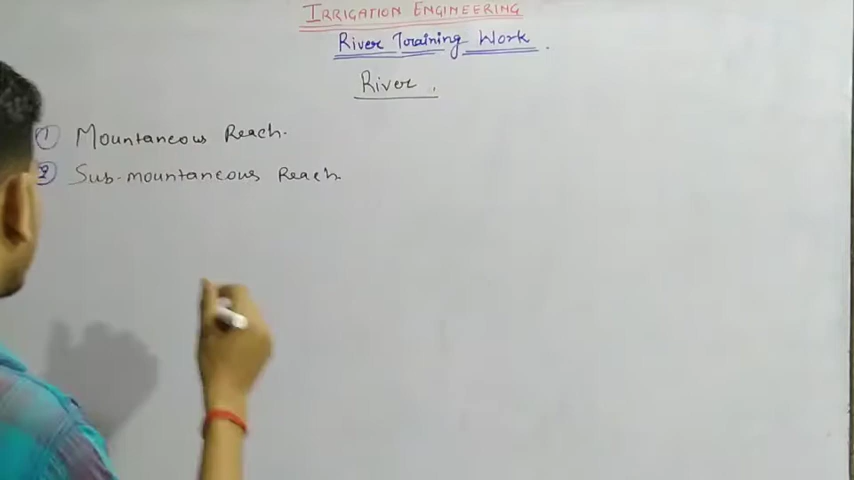 IRRIGATION ENGINEERING
River Training Work.
River.
① Mountaneous Reach.
② Sub-mountaneous Reach.